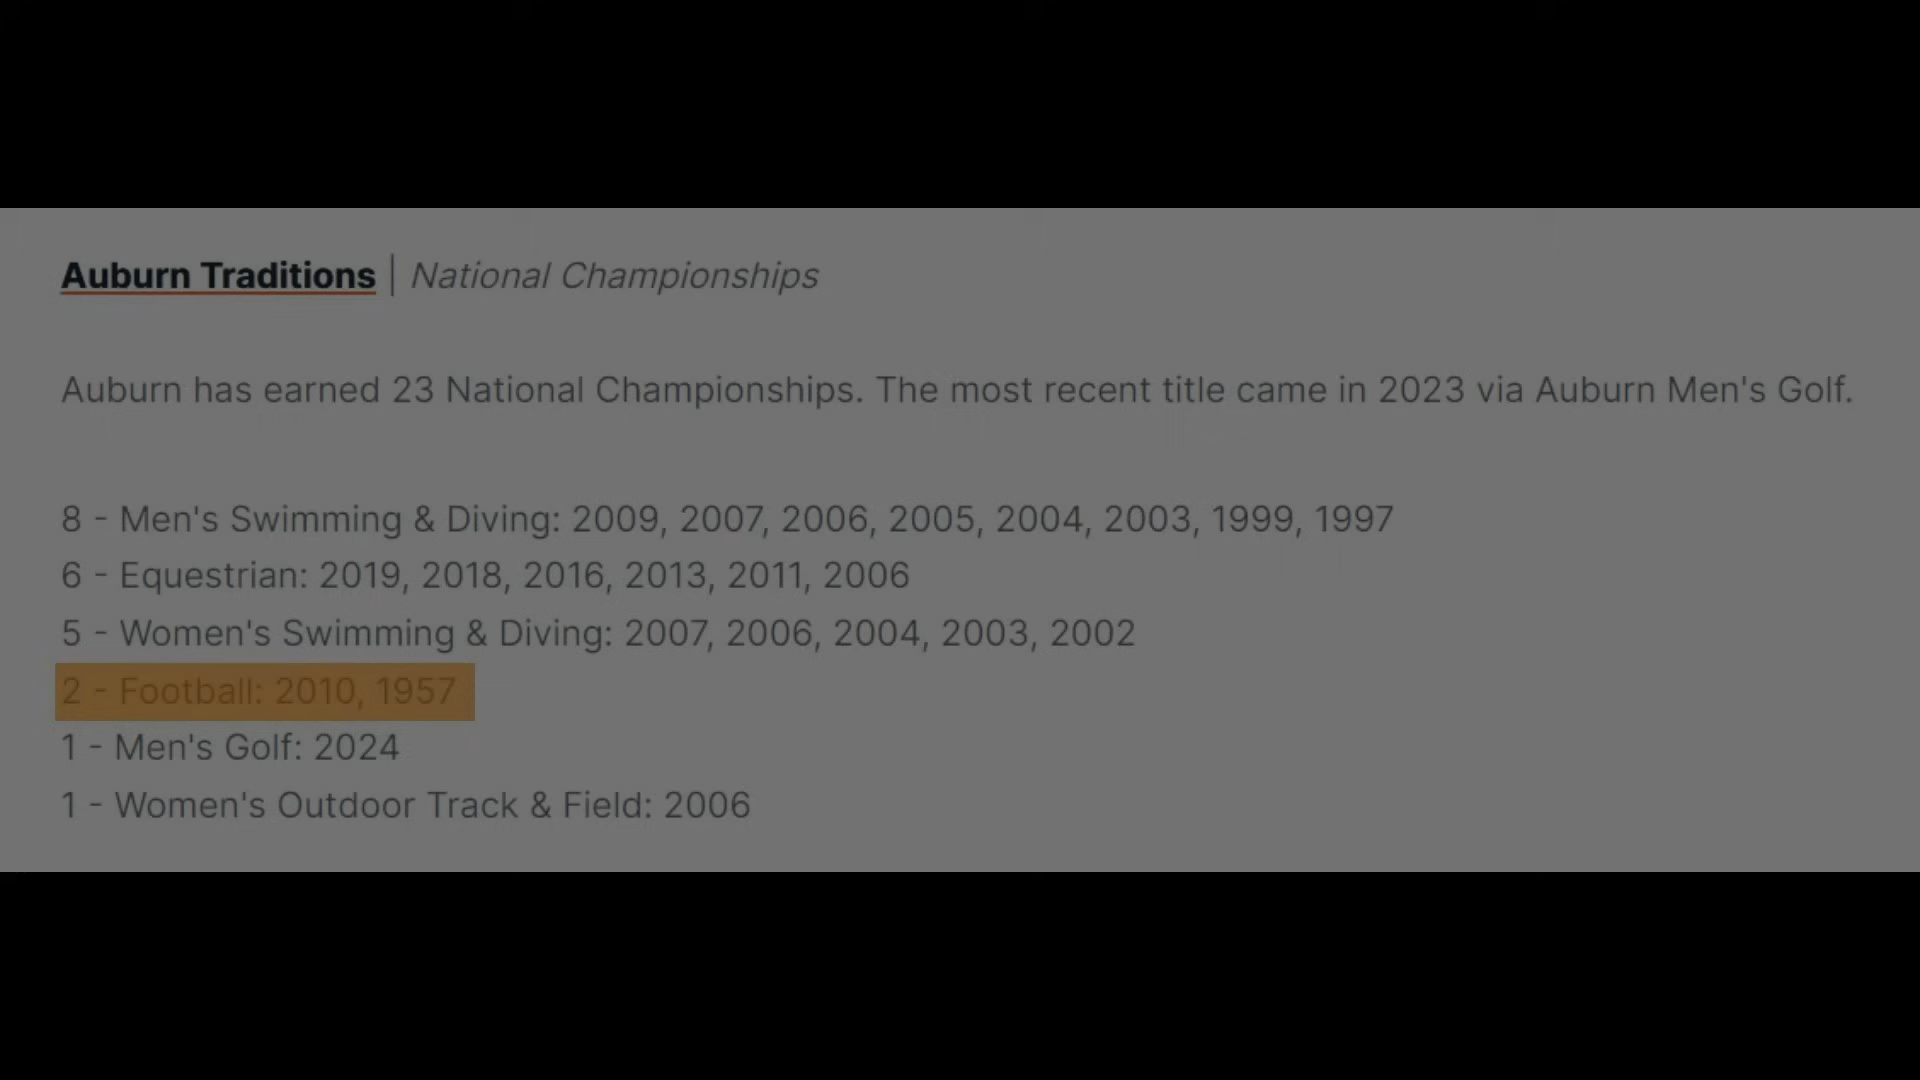 Auburn Traditions | National Championships
Auburn has earned 23 National Championships. The most recent title came in 2023 via Auburn Men's Golf.
8 - Men's Swimming & Diving: 2009, 2007, 2006, 2005, 2004, 2003, 1999, 1997
6 - Equestrian: 2019, 2018, 2016, 2013, 2011, 2006
5 - Women's Swimming & Diving: 2007, 2006, 2004, 2003, 2002
2 - Football: 2010, 1957
1 - Men's Golf: 2024
1 - Women's Outdoor Track & Field: 2006